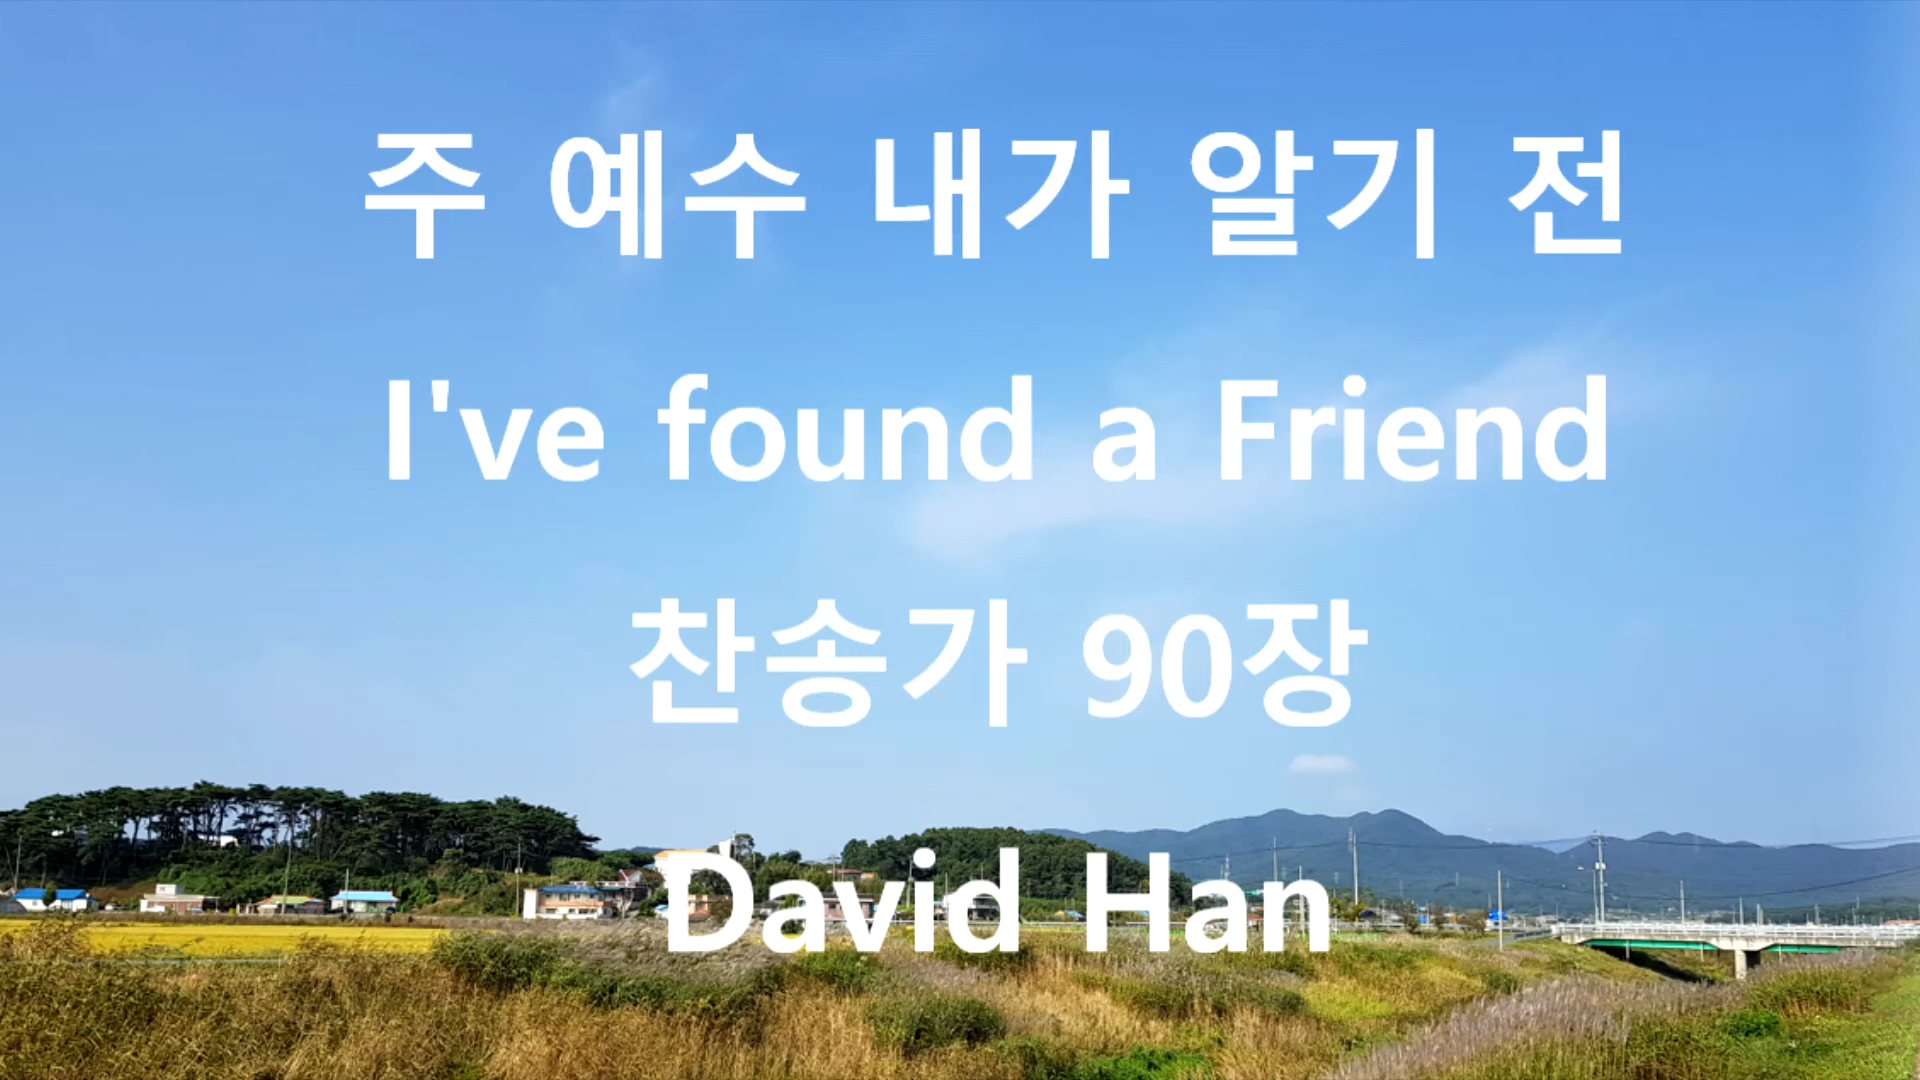 주 예수 내가 알기 전
I've found a Friend
찬송가 90장
David Han